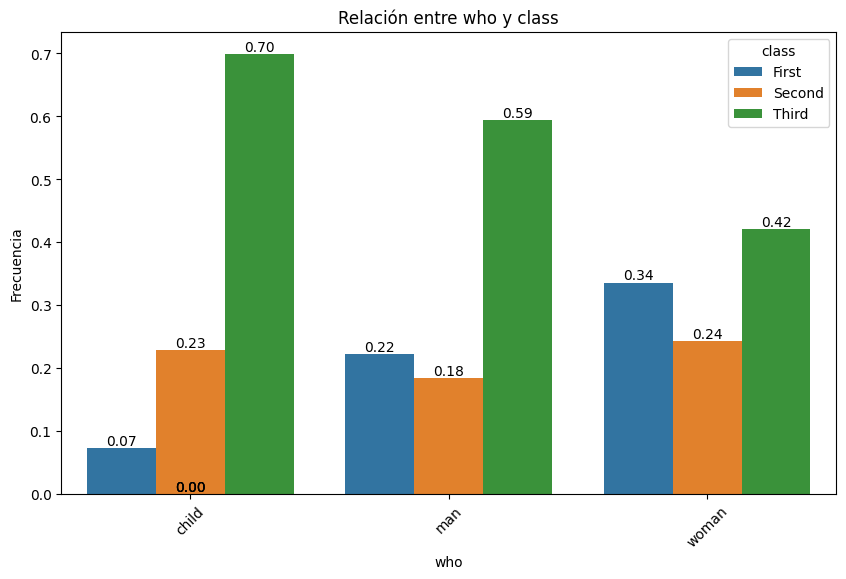 Relación entre who y class
class
First
Second
Third
Frecuencia
0.7
0.6
0.5
0.4
0.3
0.2
0.1
0.0
0.07
0.23
0.00
0.70
0.22
0.18
0.59
0.34
0.24
0.42
child
man
woman
who